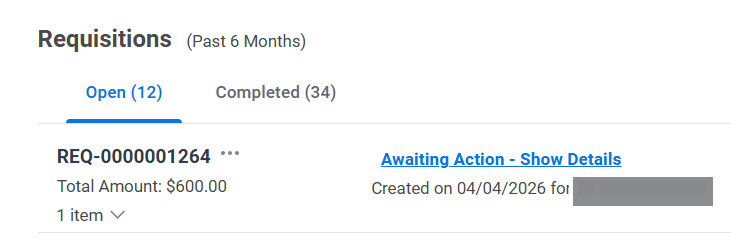 Requisitions (Past 6 Months)
Open (12) Completed (34)
REQ-0000001264 ··· Awaiting Action - Show Details
Total Amount: $600.00 Created on 04/04/2026 for
1 item